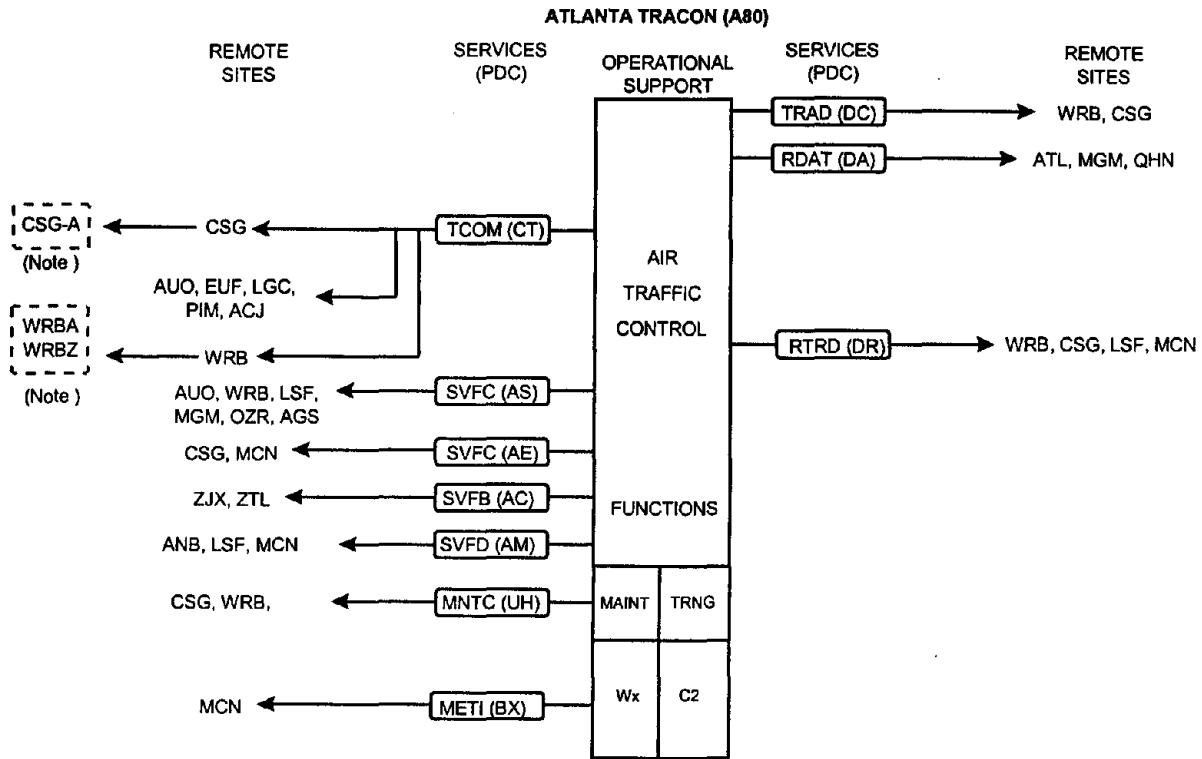 ATLANTA TRACON (A80)
REMOTE
SITES
SERVICES
(PDC)
OPERATIONAL
SUPPORT
SERVICES
(PDC)
REMOTE
SITES
TRAD (DC)
WRB, CSG
RDAT (DA)
ATL, MGM, QHN
CSG-A
(Note )
CSG
TCOM (CT)
AUO, EUF, LGC,
PIM, ACJ
WRBA
WRBZ
(Note )
WRB
AIR
TRAFFIC
CONTROL
RTRD (DR)
WRB, CSG, LSF, MCN
AUO, WRB, LSF,
MGM, OZR, AGS
SVFC (AS)
CSG, MCN
SVFC (AE)
ZJX, ZTL
SVFB (AC)
FUNCTIONS
ANB, LSF, MCN
SVFD (AM)
CSG, WRB,
MNTC (UH)
MAINT
TRNG
MCN
METI (BX)
Wx
C2